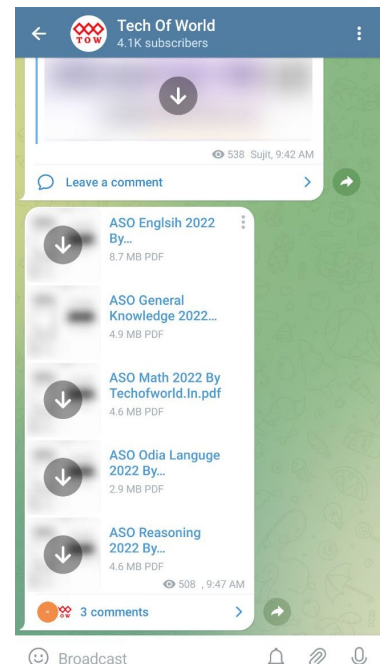 Tech Of World
TOW
4.1K subscribers
538 Sujit, 9:42 AM
Leave a comment
ASO Englsih 2022
By...
8.7 MB PDF
ASO General
Knowledge 2022...
4.9 MB PDF
ASO Math 2022 By
Techofworld.In.pdf
4.6 MB PDF
ASO Odia Languge
2022 By...
2.9 MB PDF
ASO Reasoning
2022 By...
4.6 MB PDF
508 , 9:47 AM
3 comments
Broadcast